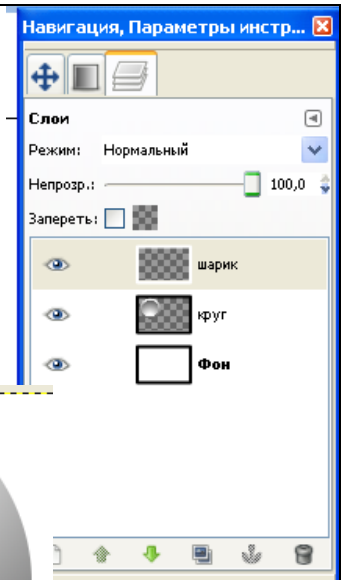 Навигация, Параметры инстр...
Слои
Режим: Нормальный
Непрозр.: 100,0
Запереть:
шарик
круг
Фон